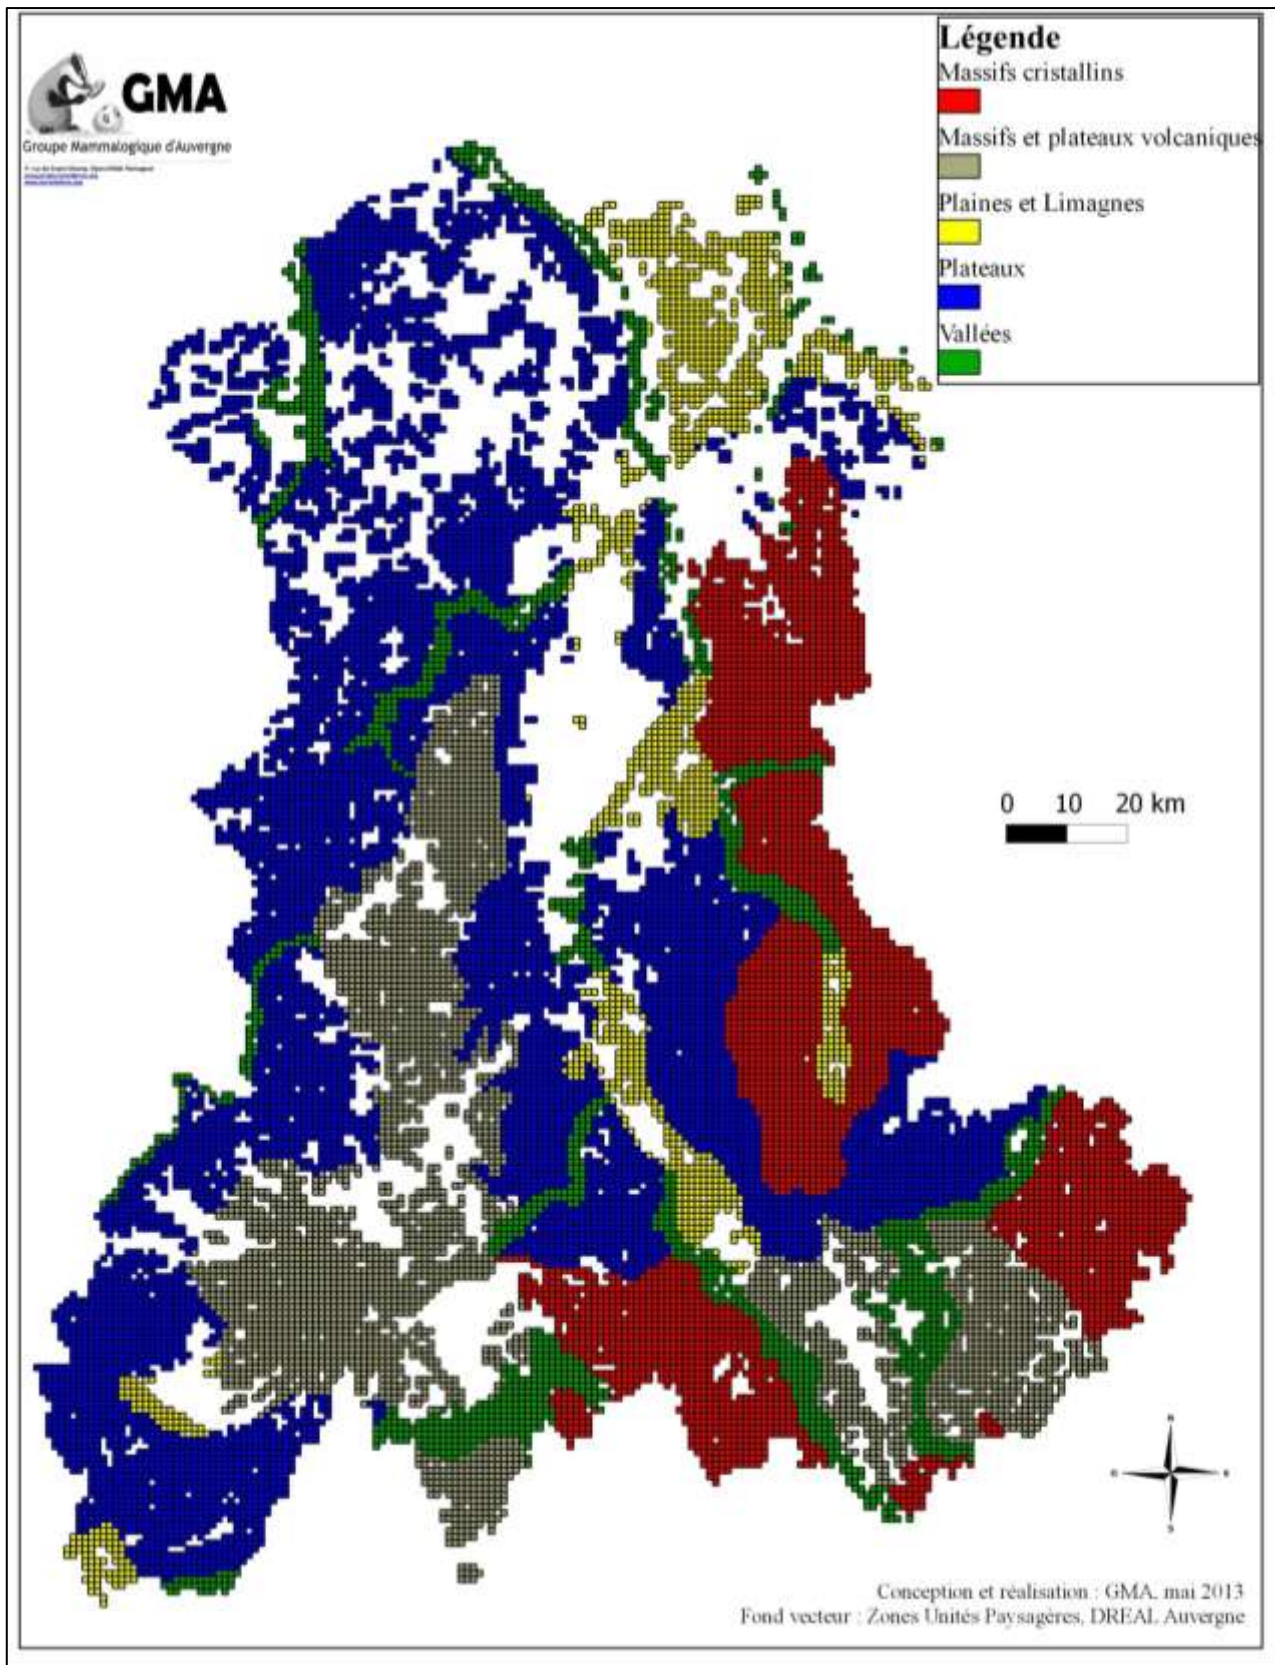 GMA
Groupe Mammalogique d'Auvergne
Légende
Massifs cristallins
Massifs et plateaux volcaniques
Plaines et Limagnes
Plateaux
Vallées
0 10 20 km
Conception et réalisation : GMA, mai 2013
Fond vecteur : Zones Unités Paysagères, DREAL Auvergne